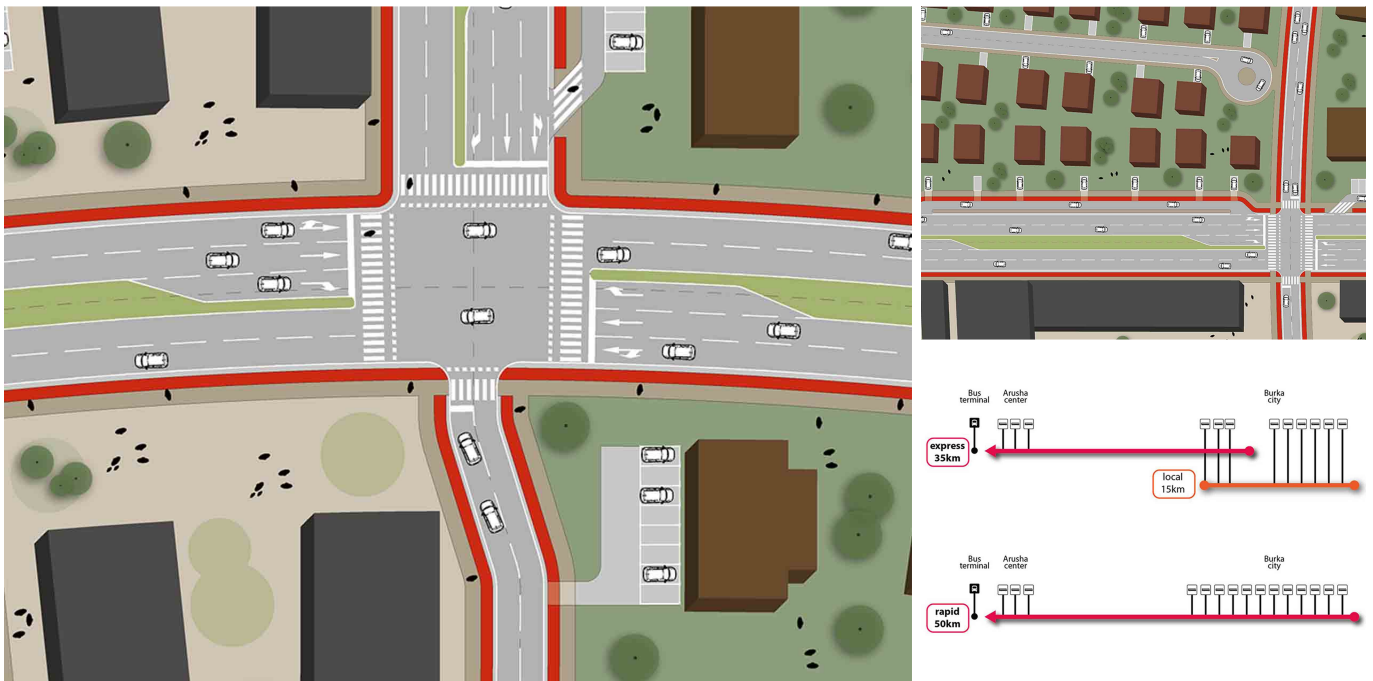 Bus
terminal
Arusha
center
Burka
city
express
35km
local
15km
Bus
terminal
Arusha
center
Burka
city
rapid
50km